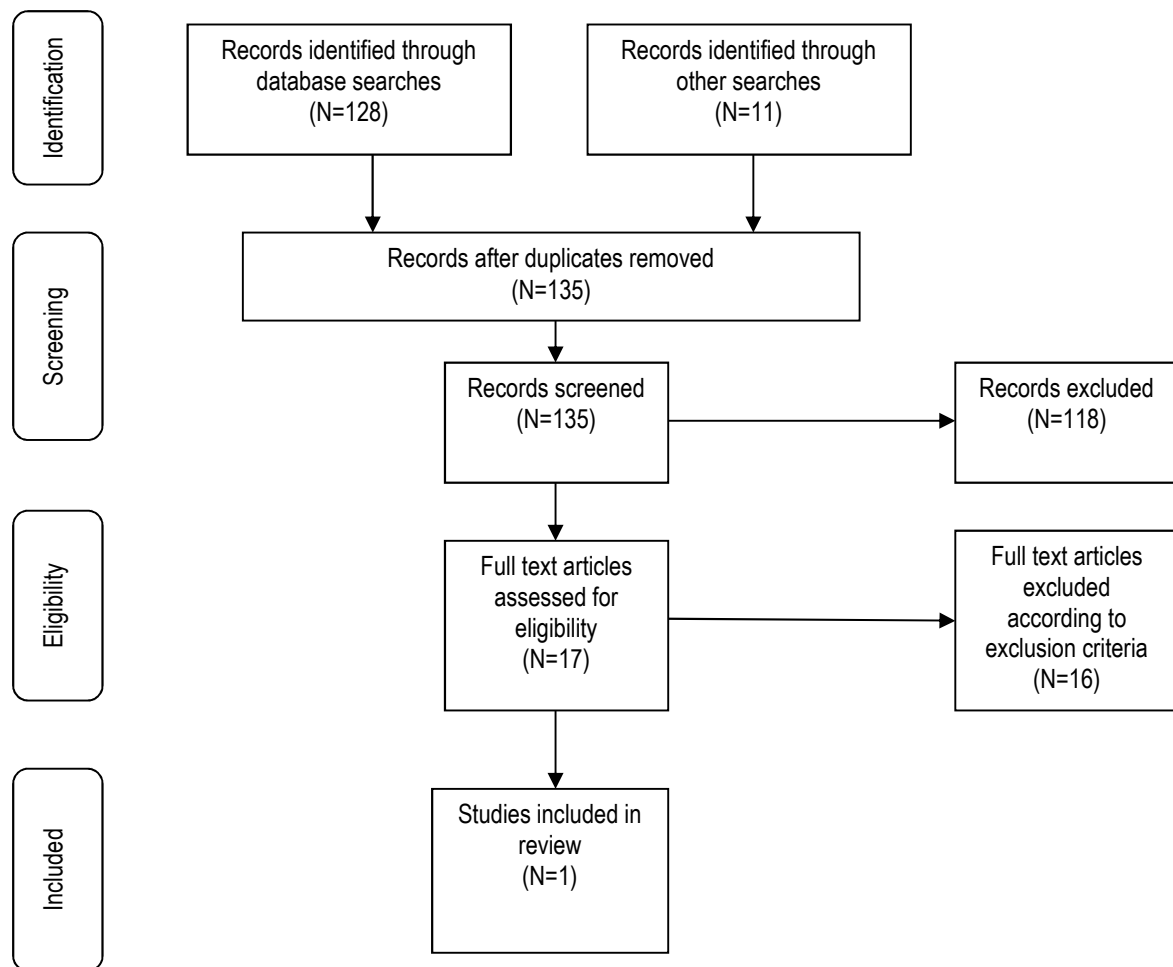 Identification
Records identified through
database searches
(N=128)
Records identified through
other searches
(N=11)
Screening
Records after duplicates removed
(N=135)
Records screened
(N=135)
Records excluded
(N=118)
Eligibility
Full text articles
assessed for
eligibility
(N=17)
Full text articles
excluded
according to
exclusion criteria
(N=16)
Included
Studies included in
review
(N=1)